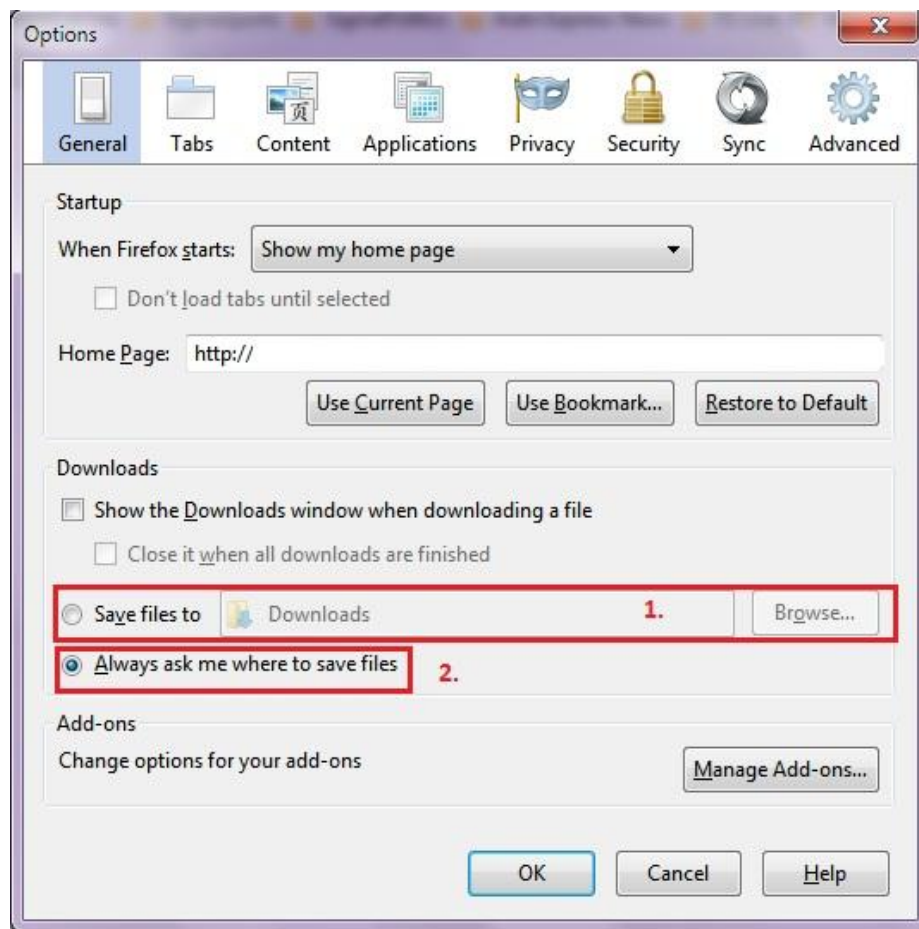 Options
X
General Tabs Content Applications Privacy Security Sync Advanced
页
Startup
When Firefox starts: Show my home page
Don't load tabs until selected
Home Page: http://
Use Current Page Use Bookmark... Restore to Default
Downloads
Show the Downloads window when downloading a file
Close it when all downloads are finished
Save files to Downloads 1. Browse...
Always ask me where to save files 2.
Add-ons
Change options for your add-ons Manage Add-ons...
OK Cancel Help